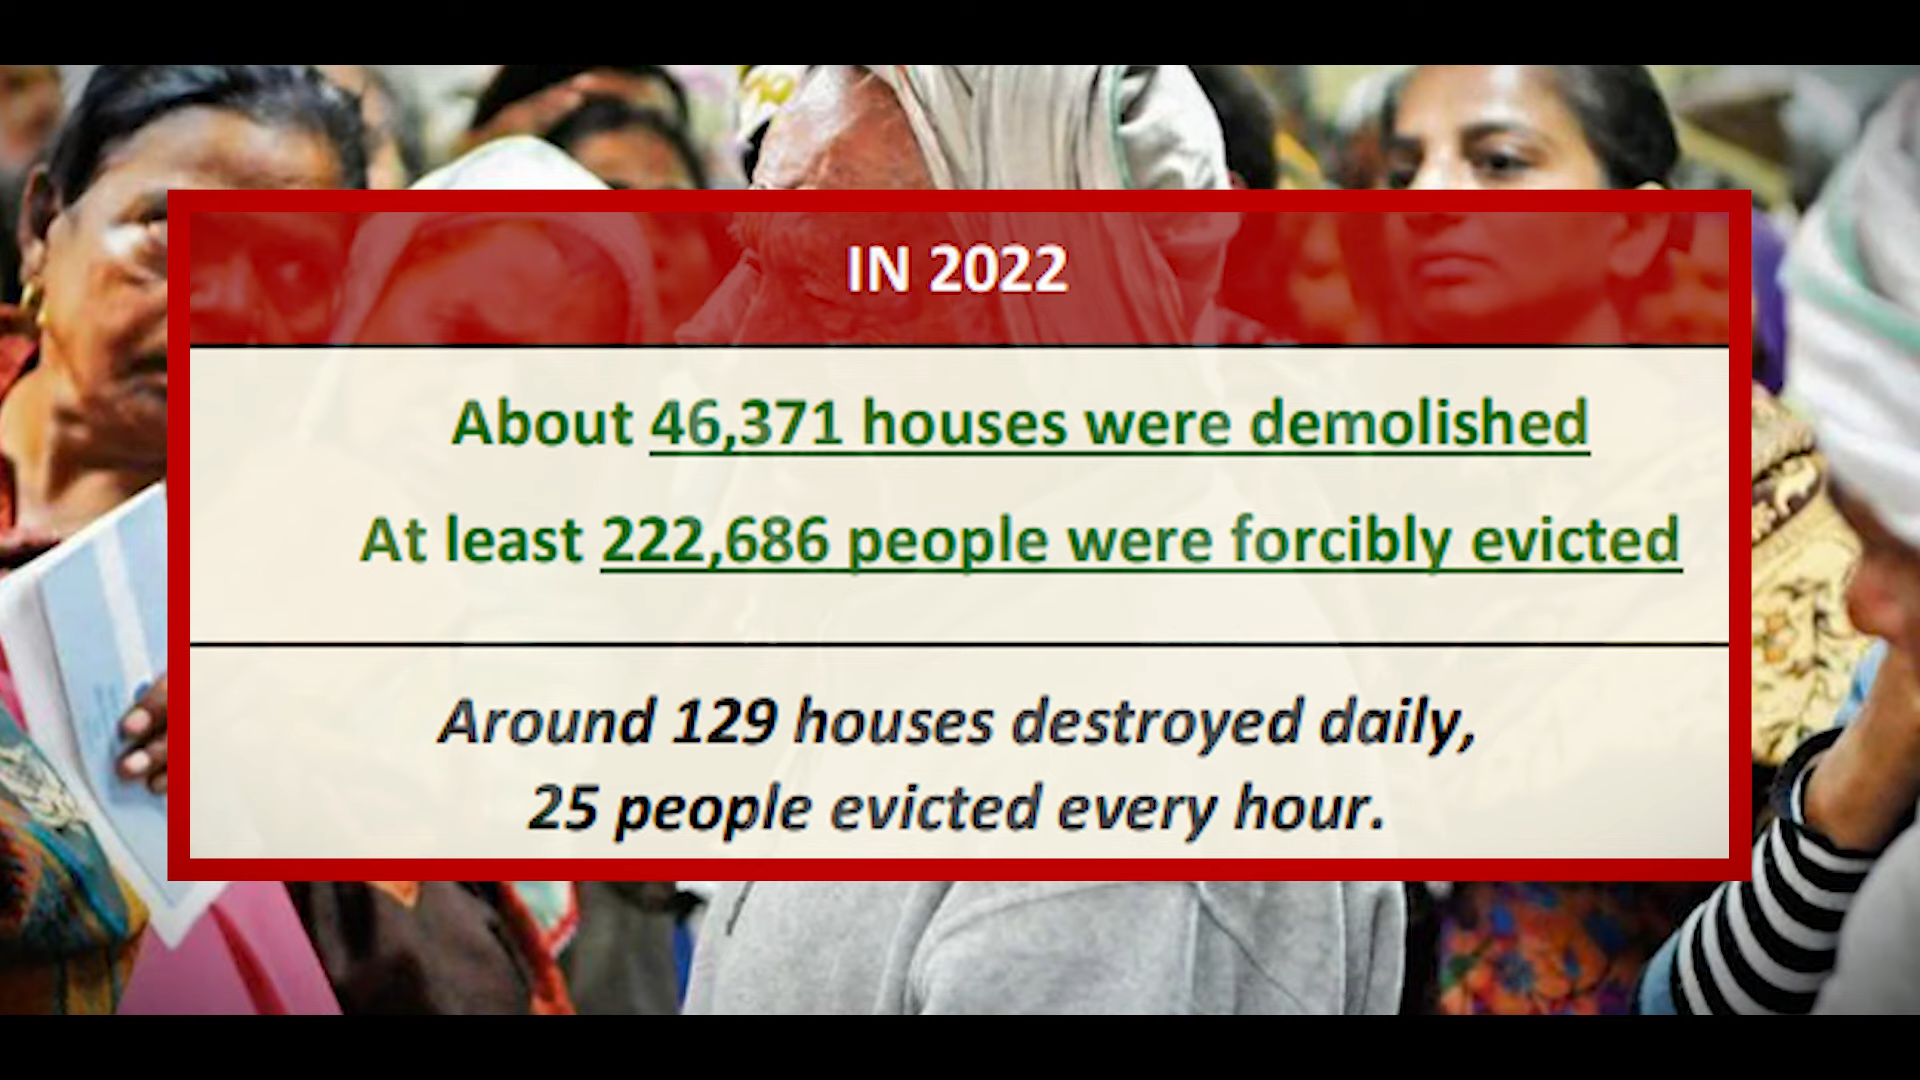 IN 2022
About 46,371 houses were demolished
At least 222,686 people were forcibly evicted
Around 129 houses destroyed daily,
25 people evicted every hour.